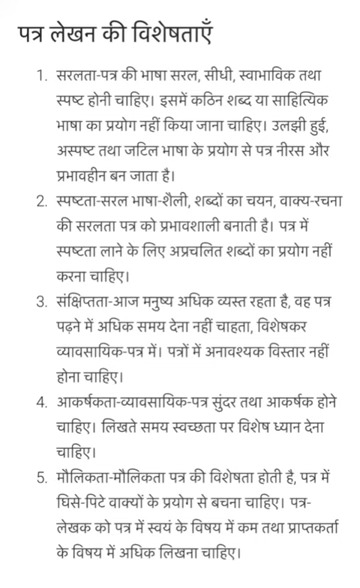 पत्र लेखन की विशेषताएँ
1. सरलता-पत्र की भाषा सरल, सीधी, स्वाभाविक तथा
स्पष्ट होनी चाहिए। इसमें कठिन शब्द या साहित्यिक
भाषा का प्रयोग नहीं किया जाना चाहिए। उलझी हुई,
अस्पष्ट तथा जटिल भाषा के प्रयोग से पत्र नीरस और
प्रभावहीन बन जाता है।
2. स्पष्टता-सरल भाषा-शैली, शब्दों का चयन, वाक्य-रचना
की सरलता पत्र को प्रभावशाली बनाती है। पत्र में
स्पष्टता लाने के लिए अप्रचलित शब्दों का प्रयोग नहीं
करना चाहिए।
3. संक्षिप्तता-आज मनुष्य अधिक व्यस्त रहता है, वह पत्र
पढ़ने में अधिक समय देना नहीं चाहता, विशेषकर
व्यावसायिक-पत्र में। पत्रों में अनावश्यक विस्तार नहीं
होना चाहिए।
4. आकर्षकता-व्यावसायिक-पत्र सुंदर तथा आकर्षक होने
चाहिए। लिखते समय स्वच्छता पर विशेष ध्यान देना
चाहिए।
5. मौलिकता-मौलिकता पत्र की विशेषता होती है, पत्र में
घिसे-पिटे वाक्यों के प्रयोग से बचना चाहिए। पत्र-
लेखक को पत्र में स्वयं के विषय में कम तथा प्राप्तकर्ता
के विषय में अधिक लिखना चाहिए।